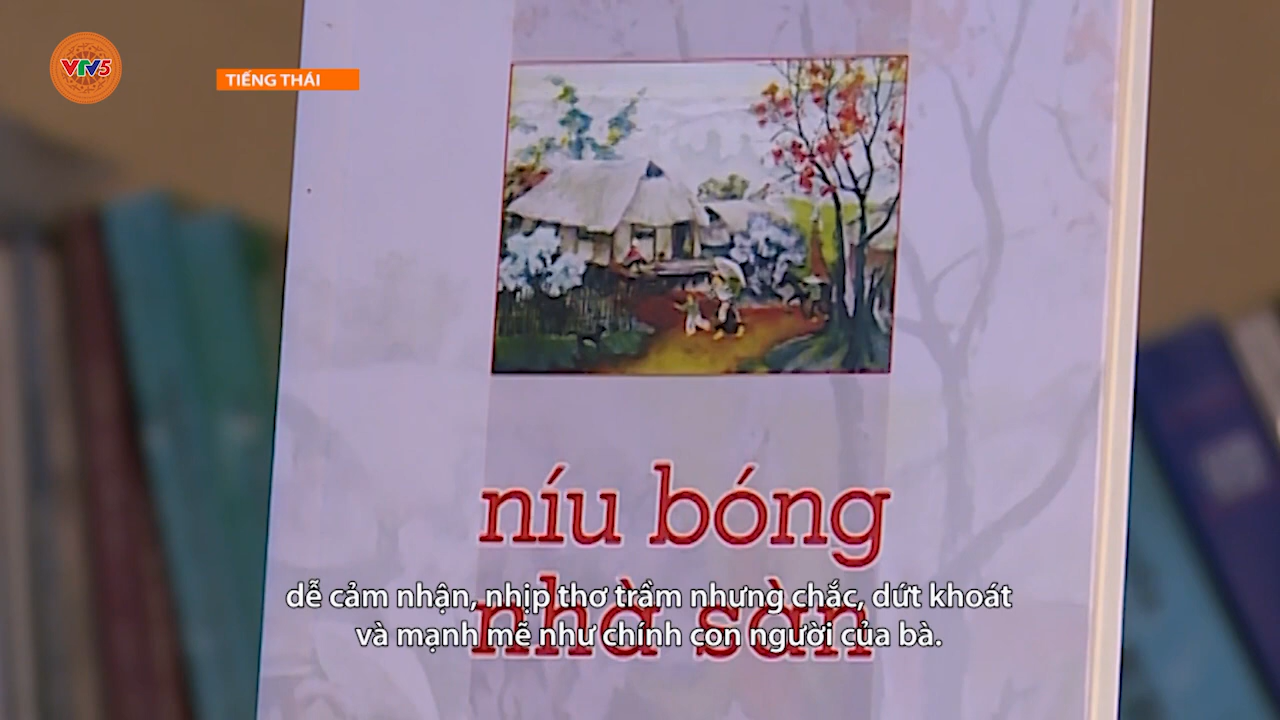 VTV5
TIẾNG THÁI
níu bóng
nhà sàn
dễ cảm nhận, nhịp thơ trầm nhưng chắc, dứt khoát
và mạnh mẽ như chính con người của bà.